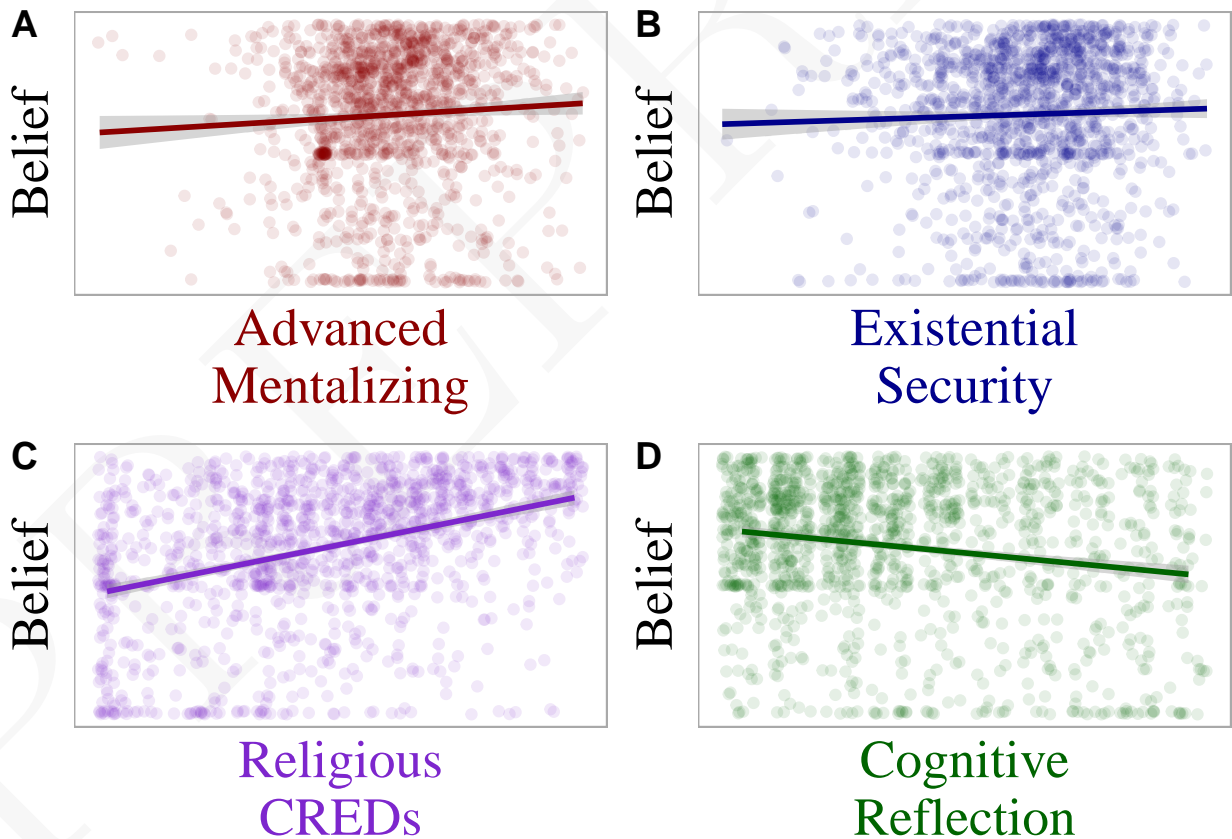 A
Belief
Advanced
Mentalizing
B
Belief
Existential
Security
C
Belief
Religious
CREDs
D
Belief
Cognitive
Reflection